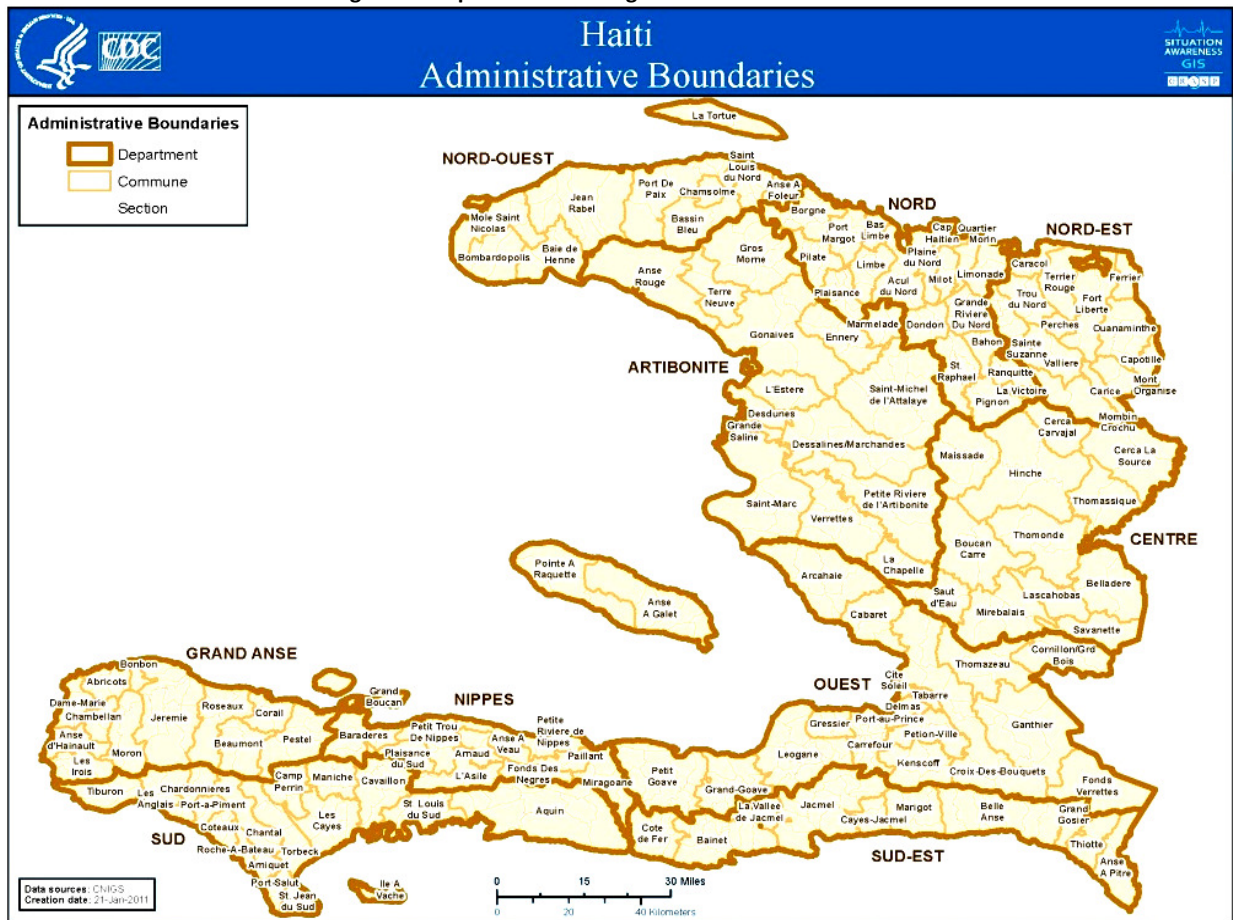 Haiti
Administrative Boundaries
CDC
SITUATION
AWARENESS
GIS
GRASP
Administrative Boundaries
Department
Commune
Section
La Tortue
NORD-OUEST
Saint
Louis
du Nord
Port De
Paix
Chamsolme
Anse A
Foleur
Jean
Rabel
Mole Saint
Nicolas
Bassin
Bleu
Bombardopolis
Baie de
Henne
NORD
Borgne
Port
Margot
Bas
Limbe
Cap
Haitien
Quartier
Morin
Pilate
Limbe
Plaine
du Nord
Plaisance
Acul
du Nord
Milot
Limonade
Grande
Riviere
Du Nord
Dondon
Bahon
St.
Raphael
Ranquitte
La Victoire
Pignon
NORD-EST
Caracol
Ferrier
Terrier
Rouge
Trou
du Nord
Fort
Liberte
Perches
Ouanaminthe
Sainte
Suzanne
Valliere
Capotille
Mont
Organise
Carice
Mombin
Crochu
ARTIBONITE
Gros
Morne
Anse
Rouge
Terre
Neuve
Gonaives
Ennery
Marmelade
L'Estere
Saint-Michel
de l'Attalaye
Desdunes
Grande
Saline
Dessalines/Marchandes
Saint-Marc
Verrettes
Petite Riviere
de l'Artibonite
La
Chapelle
CENTRE
Cerca
Carvajal
Maissade
Hinche
Cerca La
Source
Thomassique
Boucan
Carre
Thomonde
Belladere
Saut
d'Eau
Mirebalais
Lascahobas
Savanette
OUEST
Pointe A
Raquette
Anse
A Galet
Arcahaie
Cabaret
Thomazeau
Cornillon/Grd
Bois
Cite
Soleil
Tabarre
Delmas
Port-au-Prince
Gressier
Petion-Ville
Ganthier
Carrefour
Leogane
Kenscoff
Croix-Des-Bouquets
Fonds
Verrettes
Petit
Goave
Grand-Goave
GRAND ANSE
Bonbon
Abricots
Dame-Marie
Chambellan
Jeremie
Roseaux
Corail
Anse
d'Hainault
Moron
Beaumont
Pestel
Les
Irois
NIPPES
Grand
Boucan
Baraderes
Petit Trou
De Nippes
Anse A
Veau
Petite
Riviere de
Nippes
Plaisance
du Sud
Arnaud
Paillant
L'Asile
Fonds Des
Negres
Miragoane
SUD
Tiburon
Les
Anglais
Chardonnieres
Port-a-Piment
Camp
Perrin
Maniche
Cavaillon
Coteaux
Chantal
Les
Cayes
St. Louis
du Sud
Aquin
Roche-A-Bateau
Torbeck
Arniquet
Port-Salut
St. Jean
du Sud
Ile A
Vache
SUD-EST
Cote
de Fer
Bainet
La Vallee
de Jacmel
Jacmel
Cayes-Jacmel
Marigot
Belle
Anse
Grand
Gosier
Thiotte
Anse
A Pitre
Data sources: CNIGS
Creation date: 21-Jan-2011
0 15 30 Miles
0 20 40 Kilometers